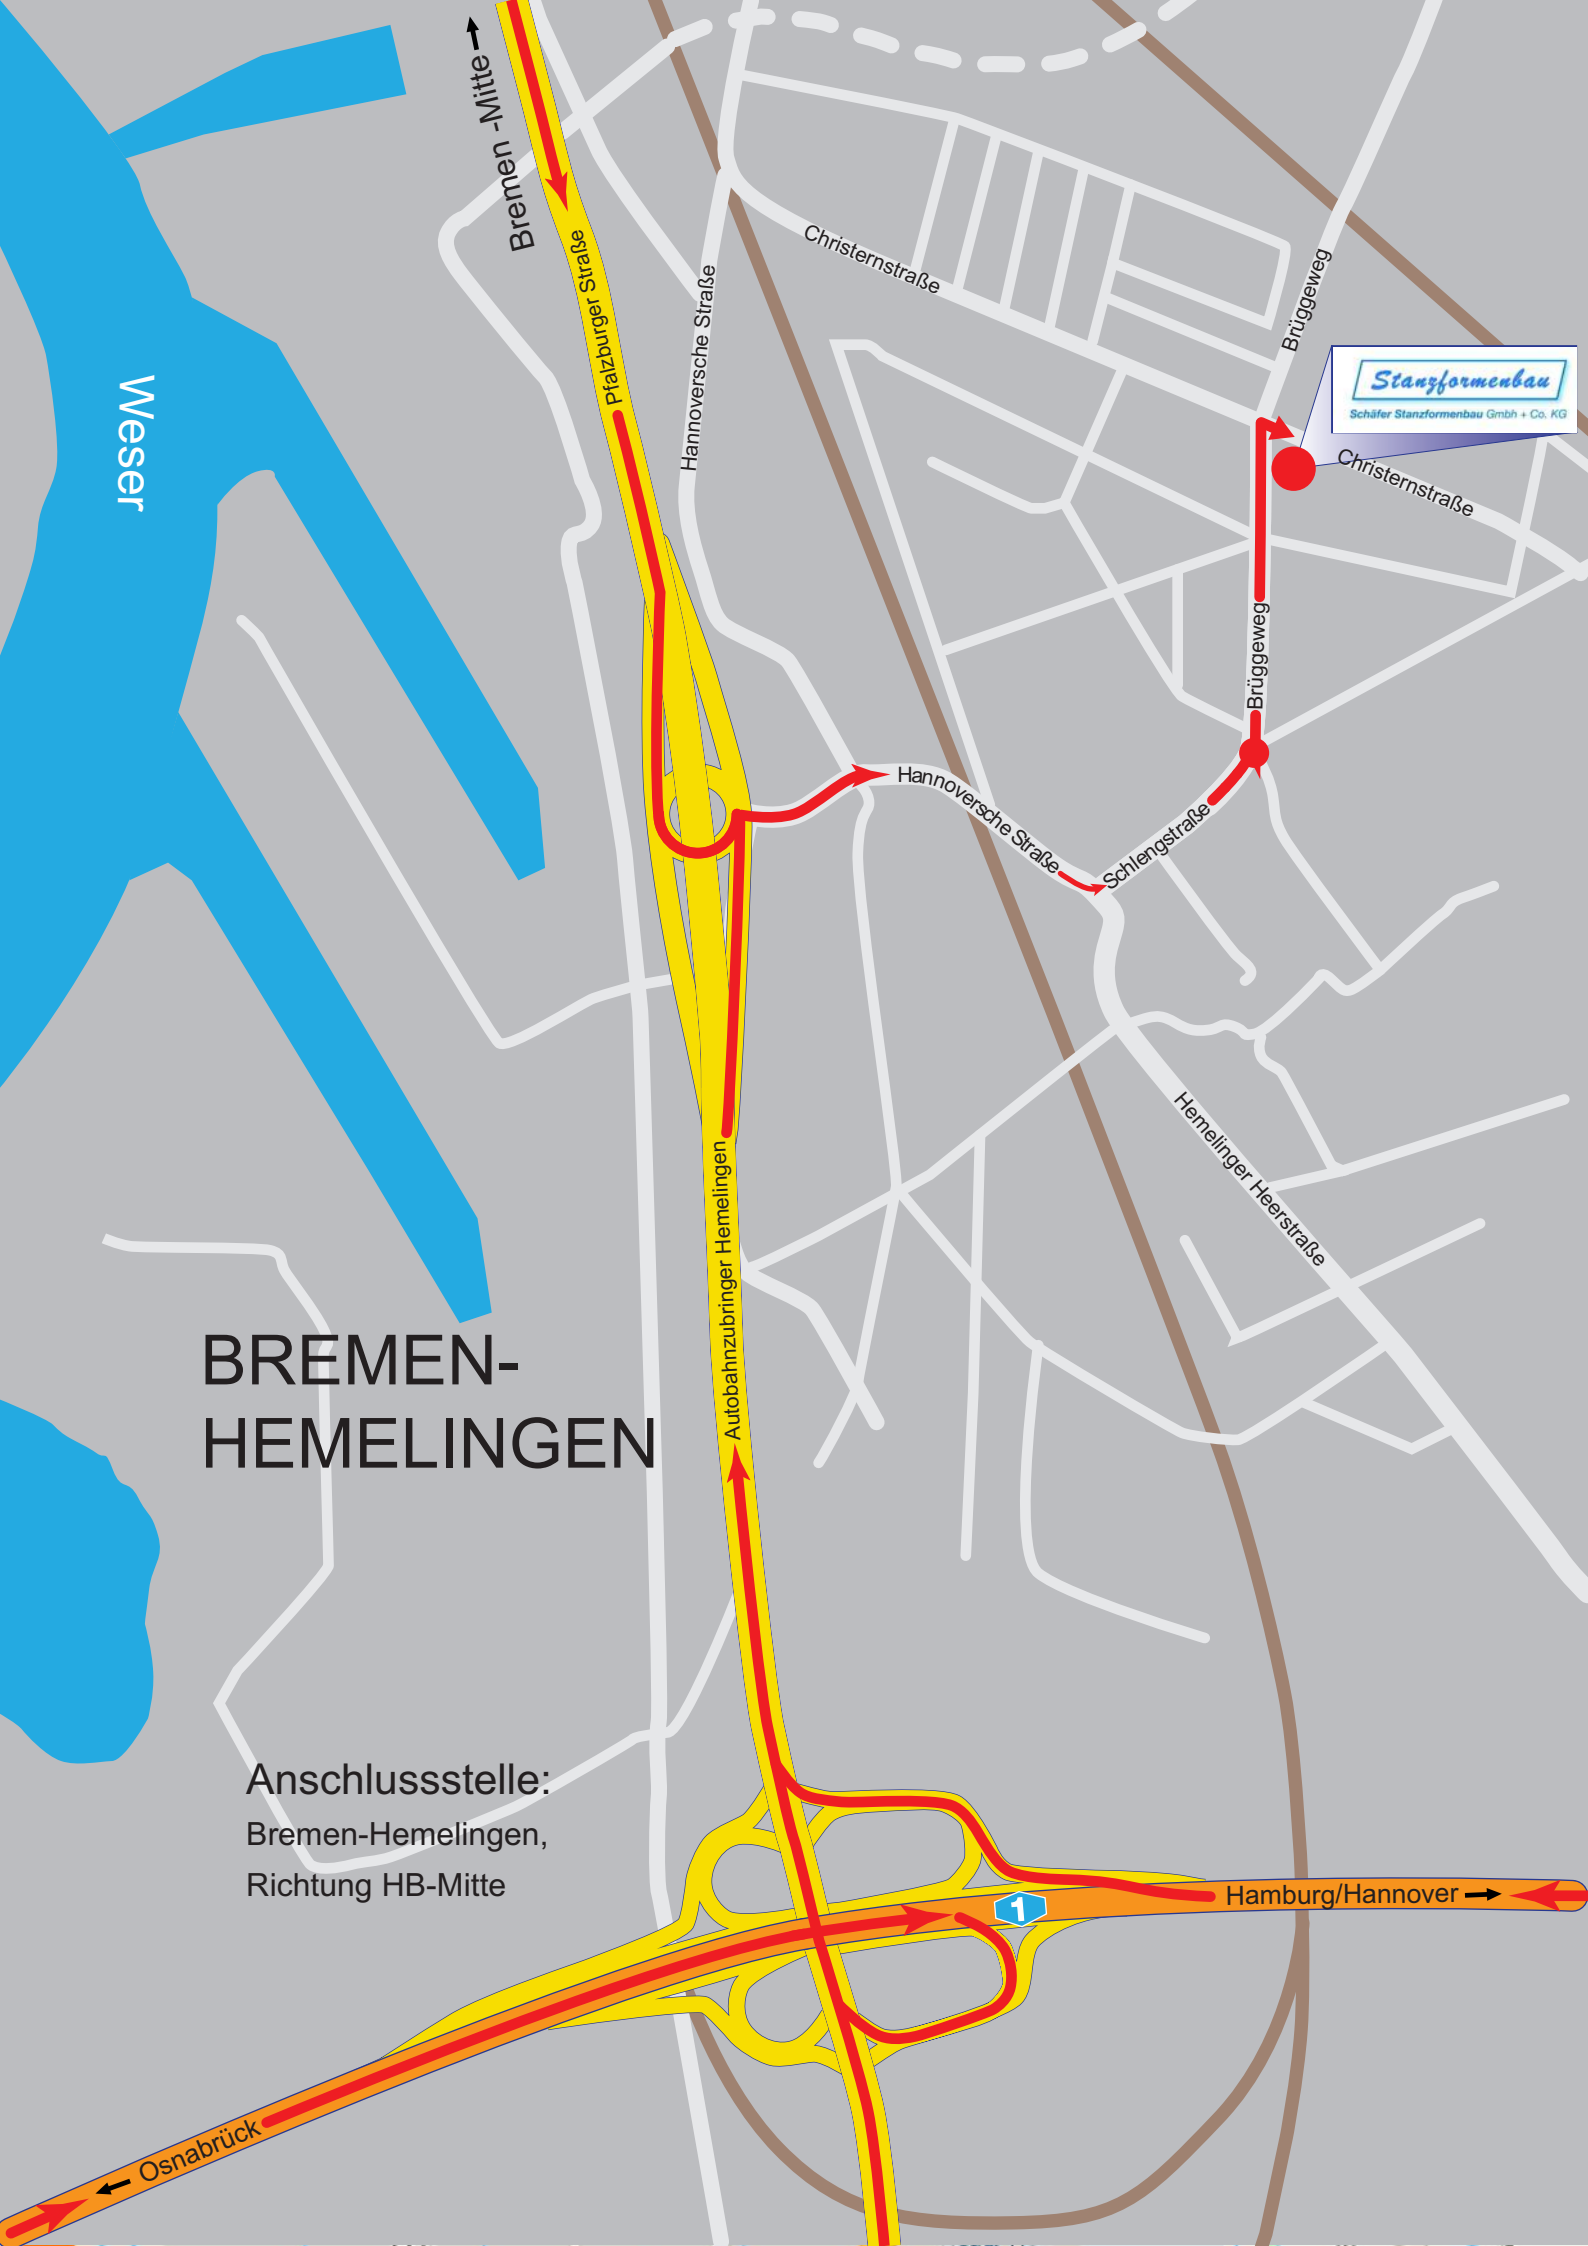 Bremen -Mitte
Pfalzburger Straße
Hannoversche Straße
Christernstraße
Brüggeweg
Stanzformenbau
Schäfer Stanzformenbau Gmbh + Co. KG
Christernstraße
Weser
Brüggeweg
Hannoversche Straße
Schlengstraße
Hemelinger Heerstraße
Autobahnzubringer Hemelingen
BREMEN-
HEMELINGEN
Anschlussstelle:
Bremen-Hemelingen,
Richtung HB-Mitte
1
Hamburg/Hannover
Osnabrück